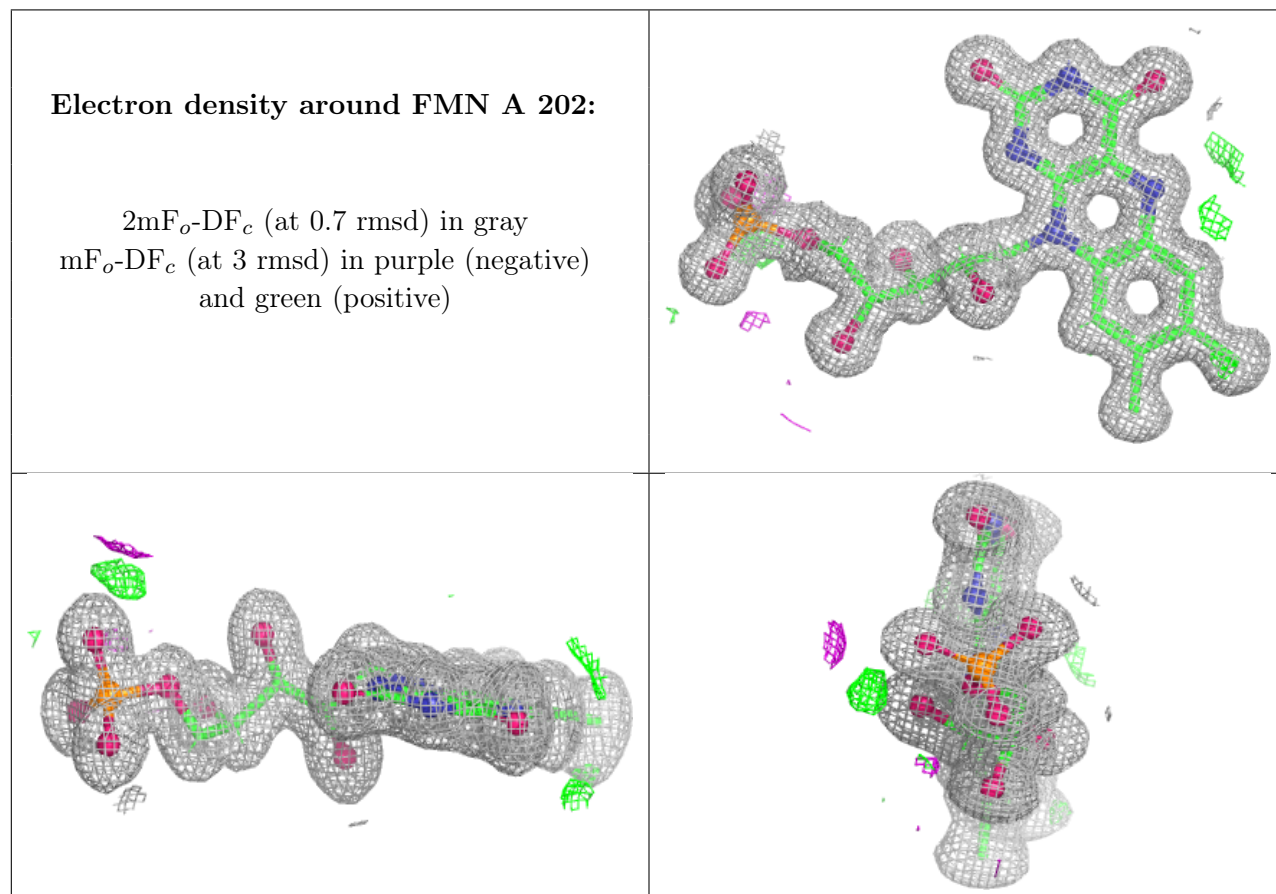 Electron density around FMN A 202:
2mFₒ-DF𝒸 (at 0.7 rmsd) in gray
mFₒ-DF𝒸 (at 3 rmsd) in purple (negative)
and green (positive)